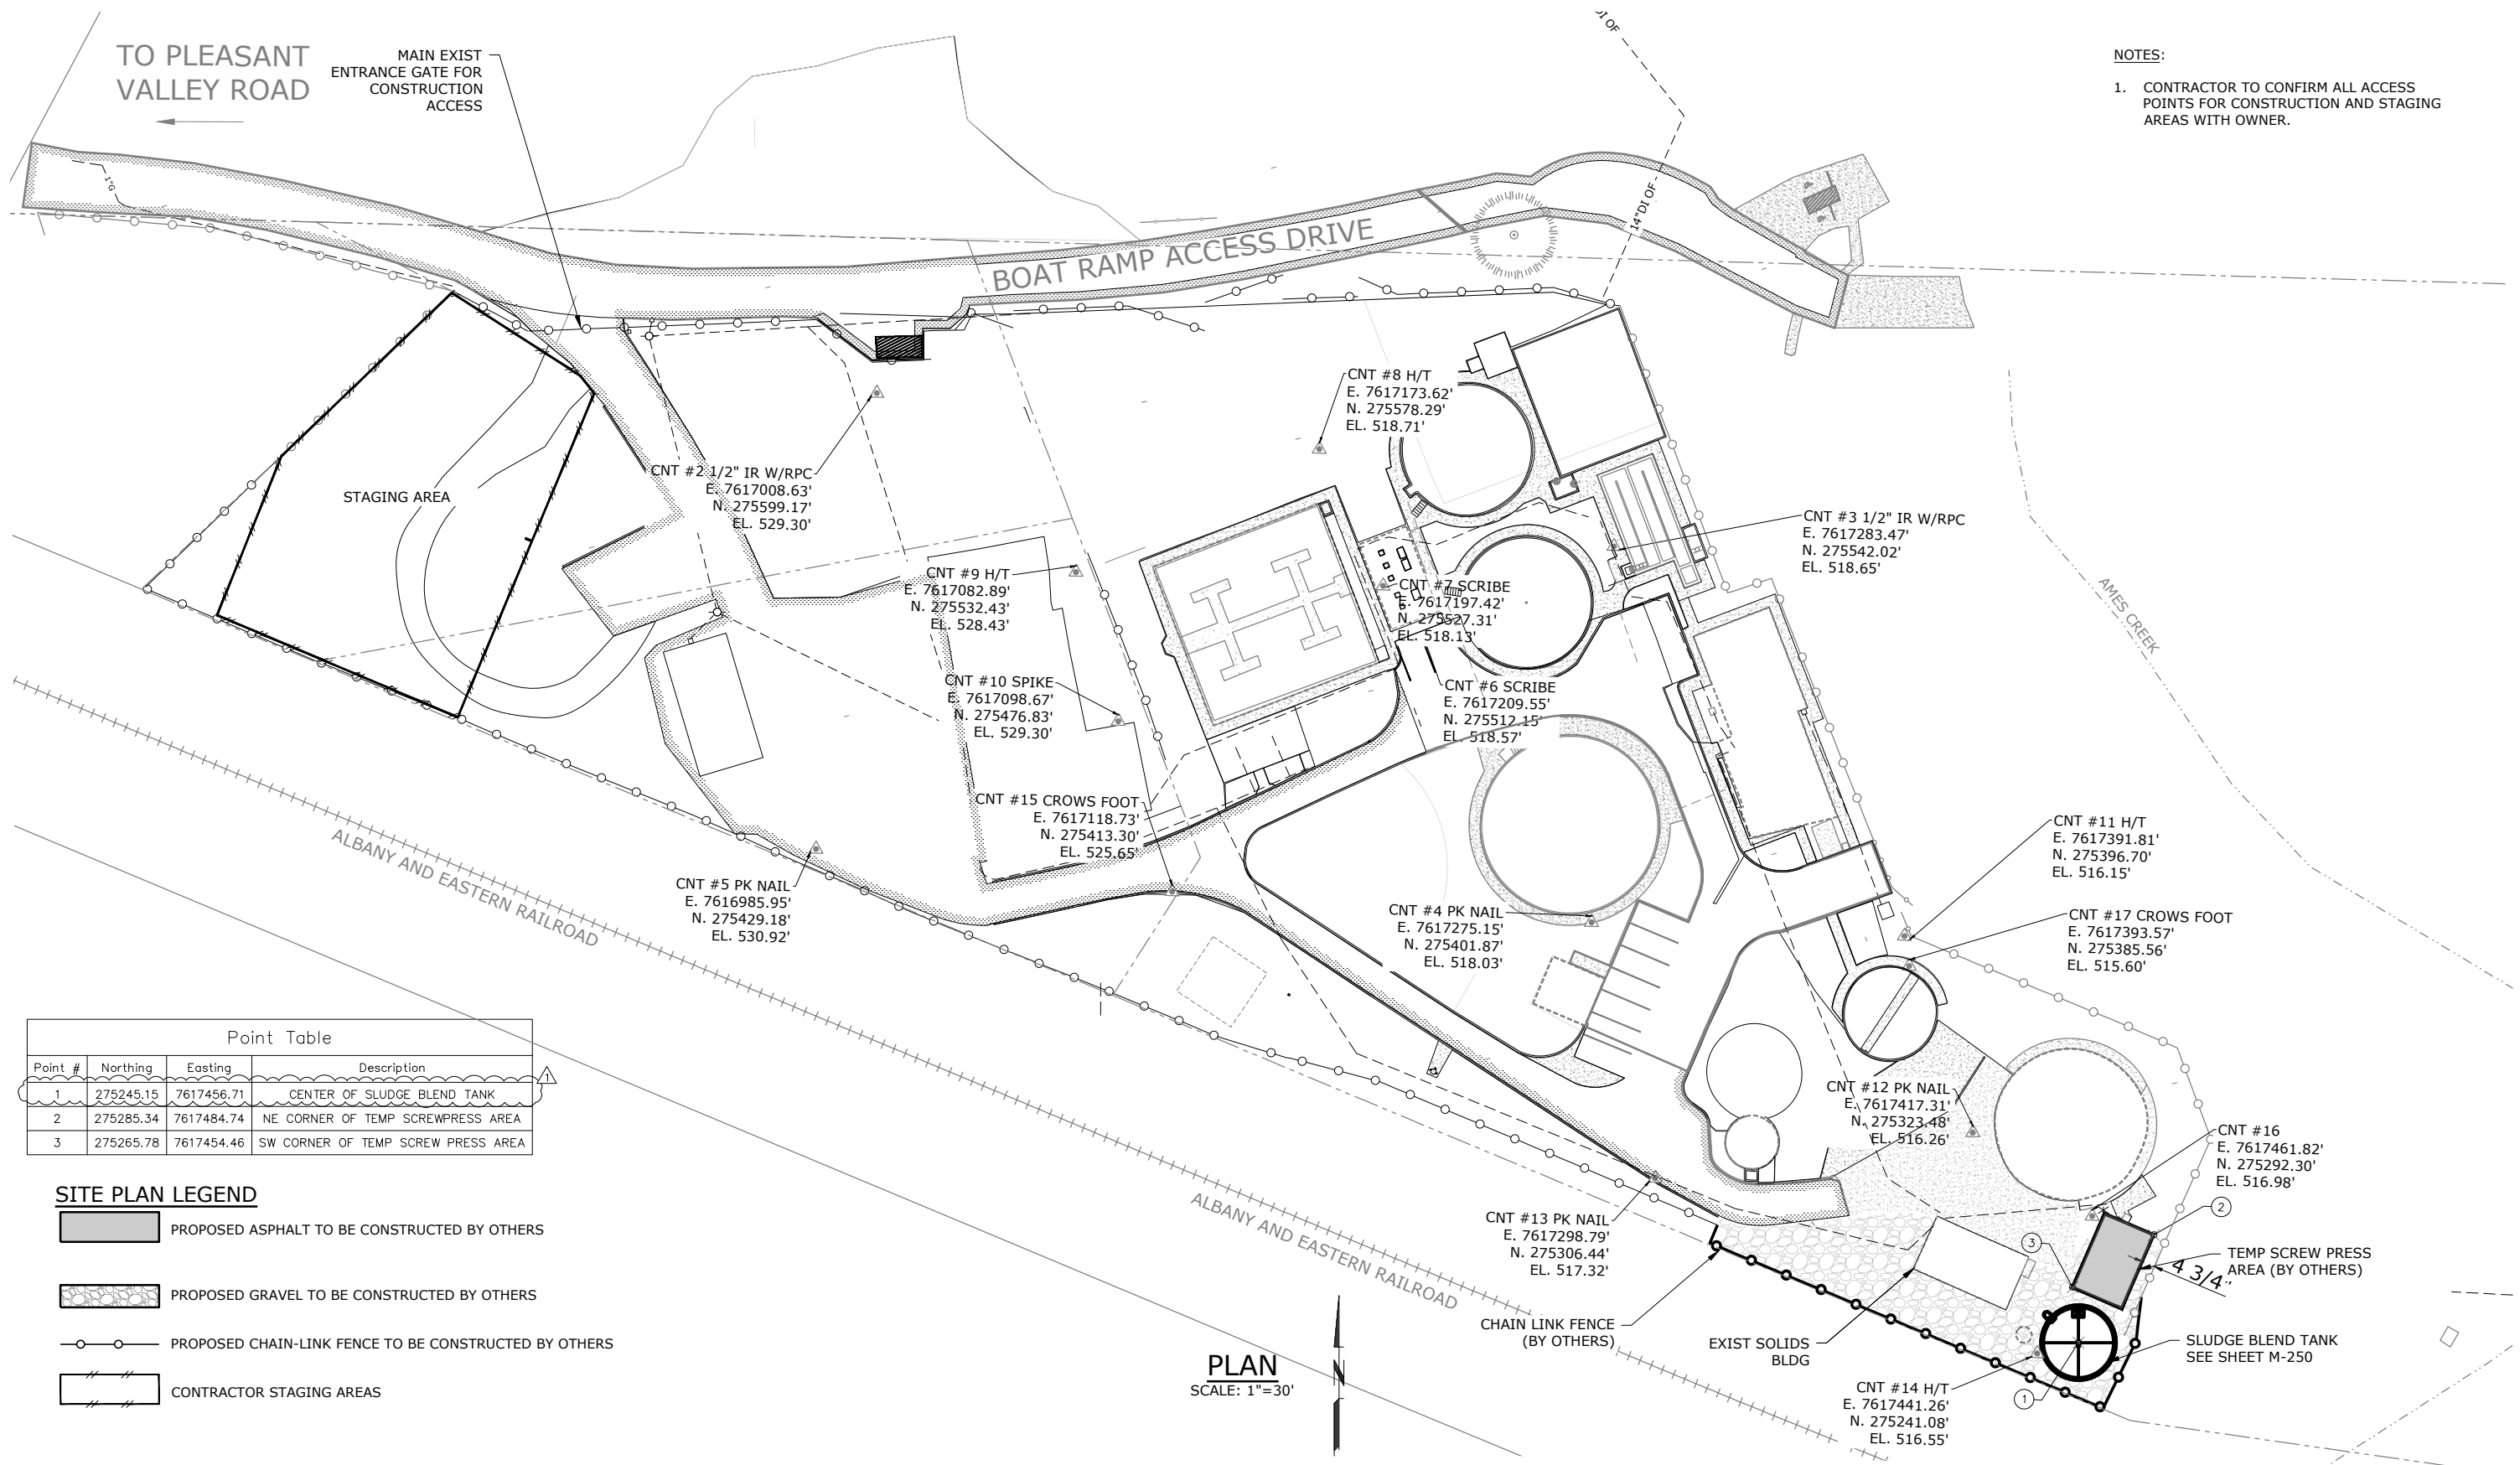 TO PLEASANT
VALLEY ROAD
MAIN EXIST
ENTRANCE GATE FOR
CONSTRUCTION
ACCESS
NOTES:
1. CONTRACTOR TO CONFIRM ALL ACCESS
POINTS FOR CONSTRUCTION AND STAGING
AREAS WITH OWNER.
1"G
14"DI OF
BOAT RAMP ACCESS DRIVE
STAGING AREA
CNT #2 1/2" IR W/RPC
E. 7617008.63'
N. 275599.17'
EL. 529.30'
CNT #8 H/T
E. 7617173.62'
N. 275578.29'
EL. 518.71'
CNT #3 1/2" IR W/RPC
E. 7617283.47'
N. 275542.02'
EL. 518.65'
CNT #9 H/T
E. 7617082.89'
N. 275532.43'
EL. 528.43'
CNT #7 SCRIBE
E. 7617197.42'
N. 275527.31'
EL. 518.13'
AMES CREEK
CNT #10 SPIKE
E. 7617098.67'
N. 275476.83'
EL. 529.30'
CNT #6 SCRIBE
E. 7617209.55'
N. 275512.15'
EL. 518.57'
CNT #15 CROWS FOOT
E. 7617118.73'
N. 275413.30'
EL. 525.65'
CNT #11 H/T
E. 7617391.81'
N. 275396.70'
EL. 516.15'
ALBANY AND EASTERN RAILROAD
CNT #5 PK NAIL
E. 7616985.95'
N. 275429.18'
EL. 530.92'
CNT #4 PK NAIL
E. 7617275.15'
N. 275401.87'
EL. 518.03'
CNT #17 CROWS FOOT
E. 7617393.57'
N. 275385.56'
EL. 515.60'
Point Table
Point # Northing Easting Description
1 275245.15 7617456.71 CENTER OF SLUDGE BLEND TANK
2 275285.34 7617484.74 NE CORNER OF TEMP SCREWPRESS AREA
3 275265.78 7617454.46 SW CORNER OF TEMP SCREW PRESS AREA
1
CNT #12 PK NAIL
E. 7617417.31'
N. 275323.48'
EL. 516.26'
CNT #16
E. 7617461.82'
N. 275292.30'
EL. 516.98'
SITE PLAN LEGEND
PROPOSED ASPHALT TO BE CONSTRUCTED BY OTHERS
PROPOSED GRAVEL TO BE CONSTRUCTED BY OTHERS
PROPOSED CHAIN-LINK FENCE TO BE CONSTRUCTED BY OTHERS
CONTRACTOR STAGING AREAS
ALBANY AND EASTERN RAILROAD
CNT #13 PK NAIL
E. 7617298.79'
N. 275306.44'
EL. 517.32'
2
3
TEMP SCREW PRESS
AREA (BY OTHERS)
4 3/4"
CHAIN LINK FENCE
(BY OTHERS)
EXIST SOLIDS
BLDG
SLUDGE BLEND TANK
SEE SHEET M-250
1
CNT #14 H/T
E. 7617441.26'
N. 275241.08'
EL. 516.55'
PLAN
SCALE: 1"=30'
N